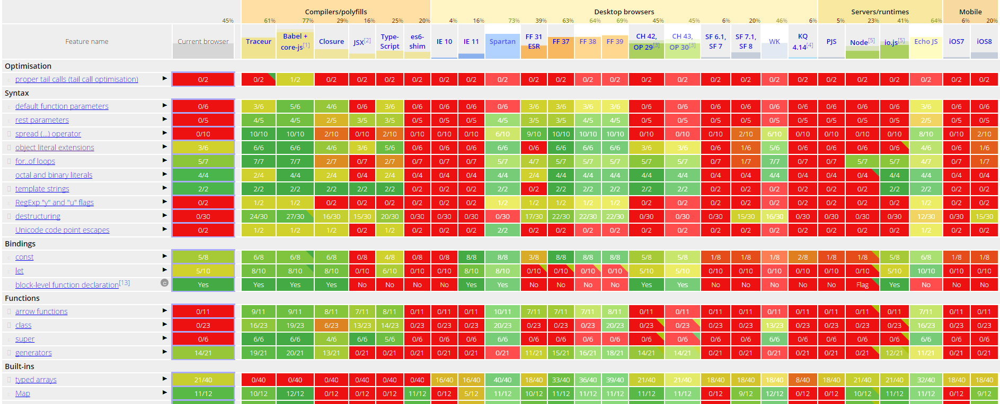 Compilers/polyfills Desktop browsers Servers/runtimes Mobile
45% 61% 77% 29% 16% 25% 20% 4% 16% 73% 39% 63% 64% 69% 45% 45% 6% 20% 46% 6% 5% 23% 41% 64% 6% 20%
Feature name Current browser Traceur Babel + core-js[1] Closure JSX[2] Type-Script es6-shim IE 10 IE 11 Spartan FF 31 ESR FF 37 FF 38 FF 39 CH 42, OP 29[3] CH 43, OP 30[3] SF 6.1, SF 7 SF 7.1, SF 8 WK KQ 4.14[4] PJS Node[5] io.js[5] Echo JS iOS7 iOS8
Optimisation
proper tail calls (tail call optimisation) 0/2 0/2 1/2 0/2 0/2 0/2 0/2 0/2 0/2 0/2 0/2 0/2 0/2 0/2 0/2 0/2 0/2 0/2 0/2 0/2 0/2 0/2 0/2 0/2 0/2 0/2
Syntax
default function parameters 0/6 3/6 5/6 4/6 0/6 3/6 0/6 0/6 0/6 0/6 3/6 3/6 3/6 3/6 0/6 0/6 0/6 0/6 0/6 0/6 0/6 0/6 0/6 3/6 0/6 0/6
rest parameters 0/5 4/5 4/5 2/5 3/5 3/5 0/5 0/5 0/5 4/5 3/5 3/5 4/5 4/5 0/5 0/5 0/5 0/5 0/5 0/5 0/5 0/5 0/5 2/5 0/5 0/5
spread (...) operator 0/10 10/10 10/10 2/10 0/10 2/10 0/10 0/10 0/10 6/10 9/10 10/10 10/10 10/10 0/10 0/10 0/10 2/10 6/10 0/10 0/10 0/10 0/10 8/10 0/10 2/10
object literal extensions 3/6 6/6 6/6 4/6 3/6 5/6 0/6 0/6 0/6 6/6 0/6 6/6 6/6 6/6 3/6 3/6 0/6 1/6 5/6 0/6 0/6 0/6 0/6 4/6 0/6 1/6
for..of loops 5/7 7/7 7/7 2/7 0/7 2/7 0/7 0/7 0/7 5/7 4/7 5/7 5/7 5/7 5/7 5/7 0/7 1/7 7/7 0/7 0/7 5/7 5/7 4/7 0/7 1/7
octal and binary literals 4/4 2/4 4/4 2/4 0/4 2/4 0/4 0/4 0/4 4/4 2/4 4/4 4/4 4/4 4/4 4/4 0/4 0/4 4/4 0/4 0/4 0/4 4/4 4/4 0/4 0/4
template strings 2/2 2/2 2/2 2/2 2/2 2/2 0/2 0/2 0/2 2/2 0/2 2/2 2/2 2/2 2/2 2/2 0/2 0/2 0/2 0/2 0/2 0/2 2/2 2/2 0/2 0/2
RegExp "y" and "u" flags 0/2 1/2 1/2 0/2 0/2 0/2 0/2 0/2 0/2 1/2 1/2 1/2 1/2 1/2 0/2 0/2 0/2 0/2 0/2 0/2 0/2 0/2 0/2 1/2 0/2 0/2
destructuring 0/30 24/30 27/30 16/30 15/30 20/30 0/30 0/30 0/30 0/30 17/30 22/30 22/30 22/30 0/30 0/30 0/30 15/30 16/30 0/30 0/30 0/30 0/30 12/30 0/30 15/30
Unicode code point escapes 0/2 1/2 1/2 1/2 0/2 1/2 0/2 0/2 0/2 2/2 0/2 0/2 0/2 0/2 0/2 0/2 0/2 0/2 0/2 0/2 0/2 0/2 0/2 1/2 0/2 0/2
Bindings
const 5/8 6/8 6/8 6/8 0/8 4/8 0/8 0/8 8/8 8/8 3/8 8/8 8/8 8/8 5/8 5/8 1/8 1/8 1/8 2/8 1/8 1/8 5/8 6/8 1/8 1/8
let 5/10 8/10 8/10 8/10 0/10 6/10 0/10 0/10 8/10 8/10 0/10 0/10 0/10 0/10 5/10 5/10 0/10 0/10 0/10 0/10 0/10 0/10 5/10 10/10 0/10 0/10
block-level function declaration[13] c Yes Yes Yes Yes No No No No Yes Yes No No No No Yes Yes No No No No No Flag Yes No No No
Functions
arrow functions 0/11 9/11 9/11 8/11 7/11 8/11 0/11 0/11 0/11 10/11 7/11 7/11 7/11 8/11 0/11 0/11 0/11 0/11 0/11 0/11 0/11 0/11 0/11 7/11 0/11 0/11
class 0/23 16/23 19/23 6/23 13/23 14/23 0/23 0/23 0/23 20/23 0/23 0/23 0/23 20/23 0/23 0/23 0/23 0/23 13/23 0/23 0/23 0/23 0/23 16/23 0/23 0/23
super 0/6 6/6 6/6 4/6 6/6 5/6 0/6 0/6 0/6 6/6 0/6 0/6 0/6 0/6 0/6 0/6 0/6 0/6 6/6 0/6 0/6 0/6 0/6 6/6 0/6 0/6
generators 14/21 19/21 20/21 13/21 0/21 0/21 0/21 0/21 0/21 0/21 11/21 15/21 16/21 18/21 14/21 14/21 0/21 0/21 0/21 0/21 0/21 0/21 12/21 11/21 0/21 0/21
Built-ins
typed arrays 21/40 0/40 0/40 0/40 0/40 0/40 0/40 16/40 16/40 40/40 18/40 33/40 36/40 39/40 21/40 21/40 18/40 18/40 18/40 8/40 18/40 21/40 21/40 32/40 18/40 18/40
Map 11/12 10/12 12/12 0/12 0/12 0/12 11/12 0/12 5/12 11/12 10/12 11/12 11/12 11/12 11/12 11/12 0/12 9/12 12/12 0/12 0/12 10/12 11/12 11/12 0/12 9/12